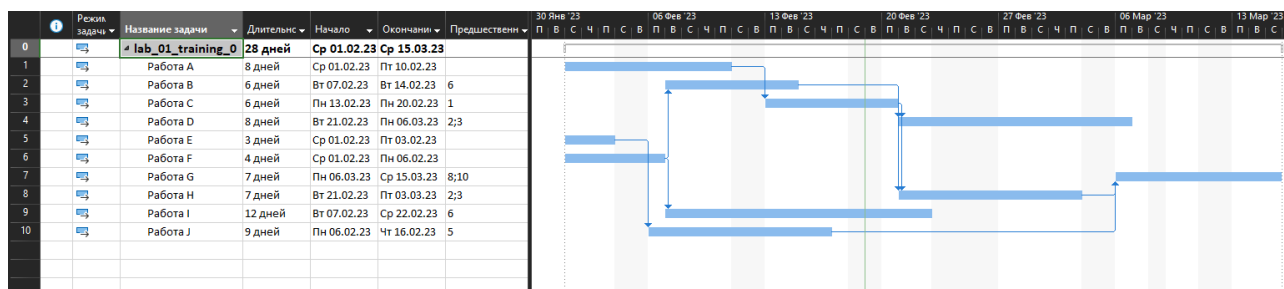 30 Янв '23 06 Фев '23 13 Фев '23 20 Фев '23 27 Фев '23 06 Мар '23 13 Мар '23
Режим задачи Название задачи Длительнс Начало Окончани Предшественн П В С Ч П С В П В С Ч П С В П В С Ч П С В П В С Ч П С В П В С Ч П С В П В С Ч П С В П В С
0 lab_01_training_0 28 дней Ср 01.02.23 Ср 15.03.23
1 Работа A 8 дней Ср 01.02.23 Пт 10.02.23
2 Работа B 6 дней Вт 07.02.23 Вт 14.02.23 6
3 Работа C 6 дней Пн 13.02.23 Пн 20.02.23 1
4 Работа D 8 дней Вт 21.02.23 Пн 06.03.23 2;3
5 Работа E 3 дней Ср 01.02.23 Пт 03.02.23
6 Работа F 4 дней Ср 01.02.23 Пн 06.02.23
7 Работа G 7 дней Пн 06.03.23 Ср 15.03.23 8;10
8 Работа H 7 дней Вт 21.02.23 Пт 03.03.23 2;3
9 Работа I 12 дней Вт 07.02.23 Ср 22.02.23 6
10 Работа J 9 дней Пн 06.02.23 Чт 16.02.23 5